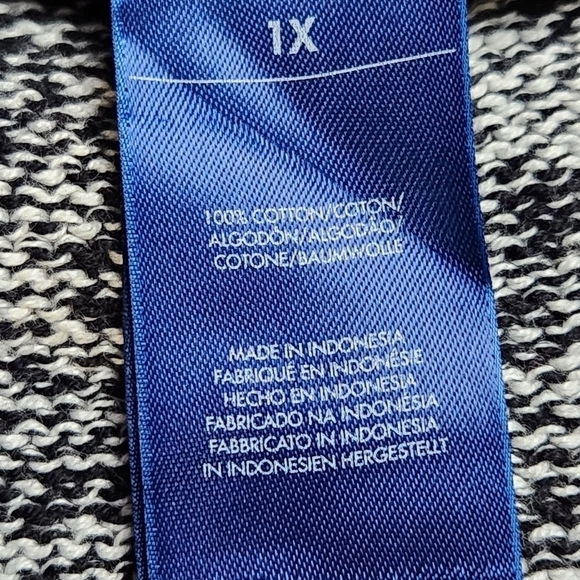 1X
100% COTTON/COTON/
ALGODÓN/ALGODÃO/
COTONE/BAUMWOLLE
MADE IN INDONESIA
FABRIQUÉ EN INDONÉSIE
HECHO EN INDONESIA
FABRICADO NA INDONÉSIA
FABBRICATO IN INDONESIA
IN INDONESIEN HERGESTELLT